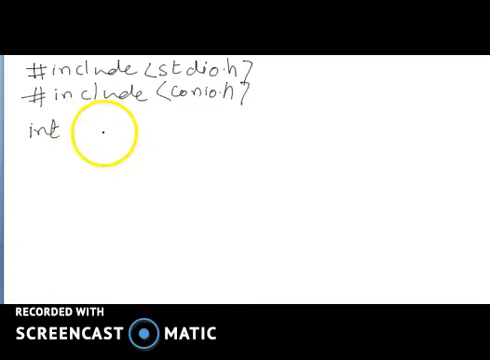 #include <stdio.h>
#include <conio.h>
int
RECORDED WITH
SCREENCAST MATIC